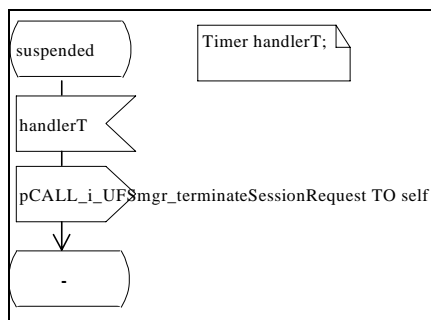 suspended
Timer handlerT;
handlerT
pCALL_i_UFSmgr_terminateSessionRequest TO self
-